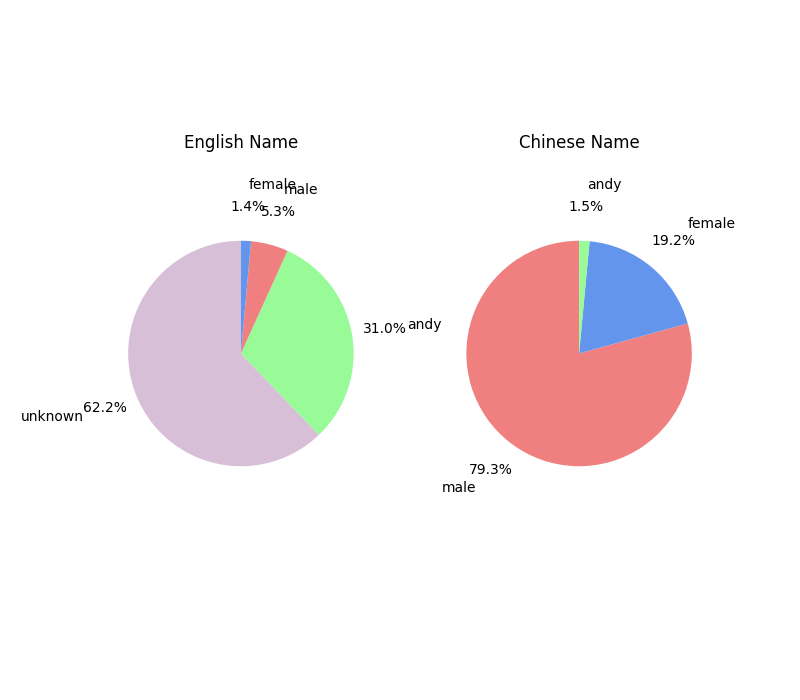 English Name
female
1.4%
male
5.3%
31.0%
andy
62.2%
unknown
Chinese Name
andy
1.5%
female
19.2%
79.3%
male